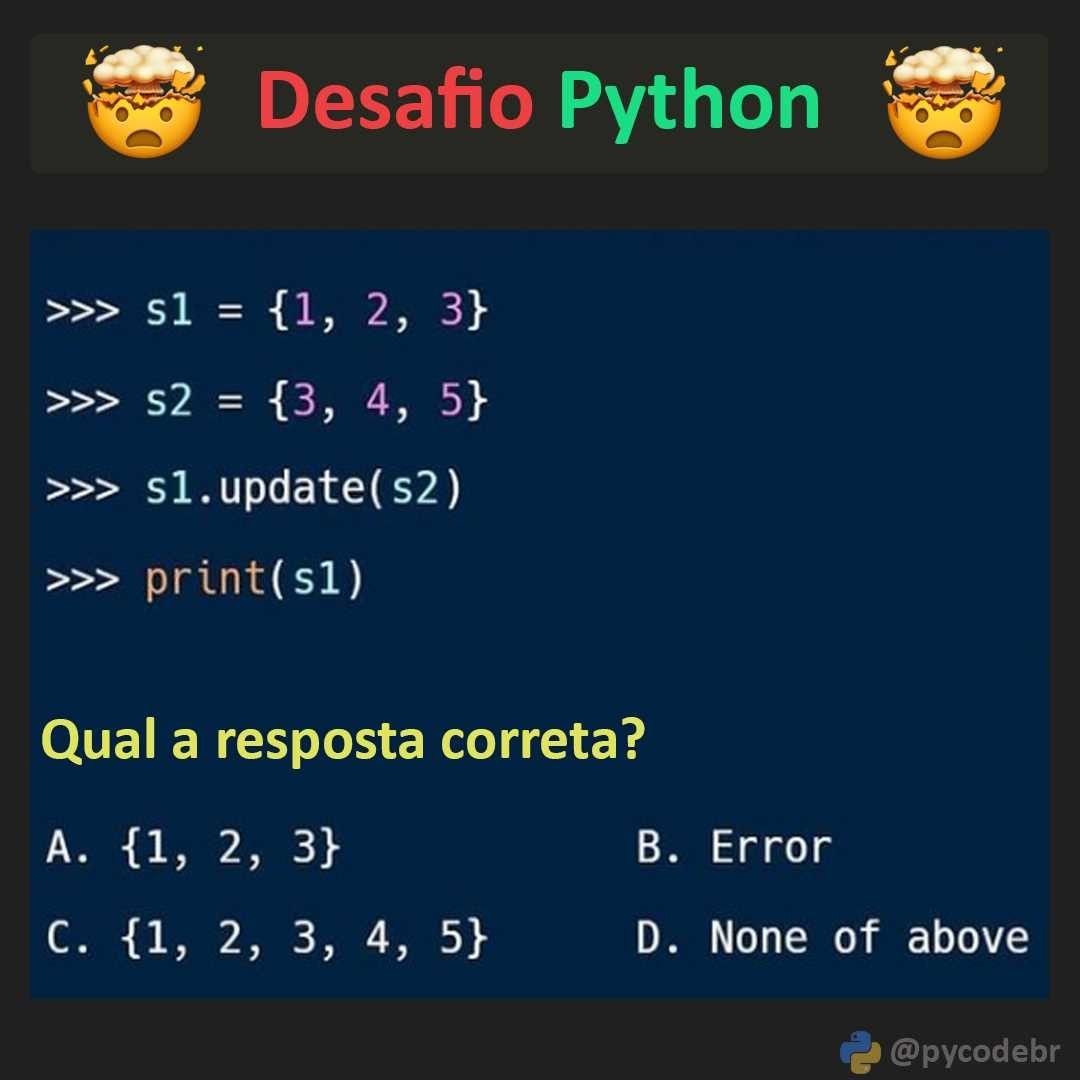 Desafio Python
>>> s1 = {1, 2, 3}
>>> s2 = {3, 4, 5}
>>> s1.update(s2)
>>> print(s1)
Qual a resposta correta?
A. {1, 2, 3} B. Error
C. {1, 2, 3, 4, 5} D. None of above
@pycodebr